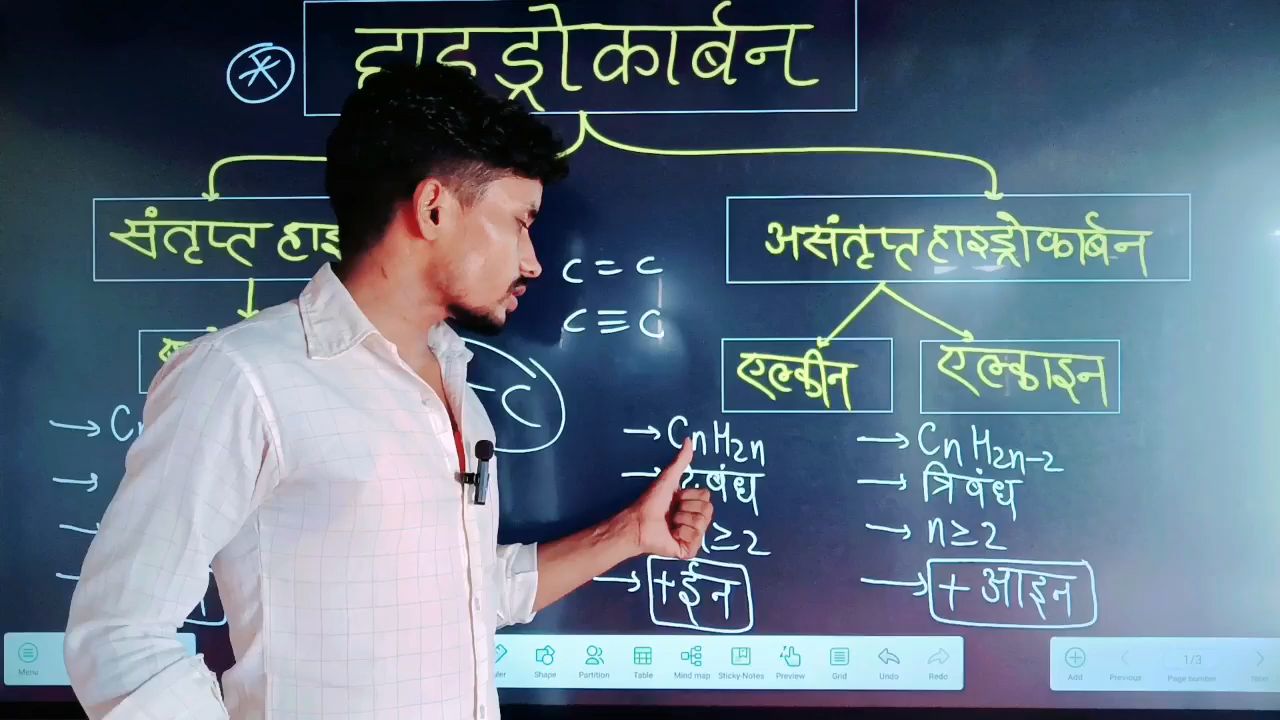 हाइड्रोकार्बन
संतृप्त
असंतृप्त हाइड्रोकार्बन
C = C
C ≡ C
एल्कीन
एल्काइन
CnH2n
CnH2n-2
त्रिबंध
n≥2
n≥2
+ ईन
+ आइन
Menu
Shape
Partition
Table
Mind map
Sticky-Notes
Preview
Grid
Undo
Redo
Add
Previous
1/3
Page number